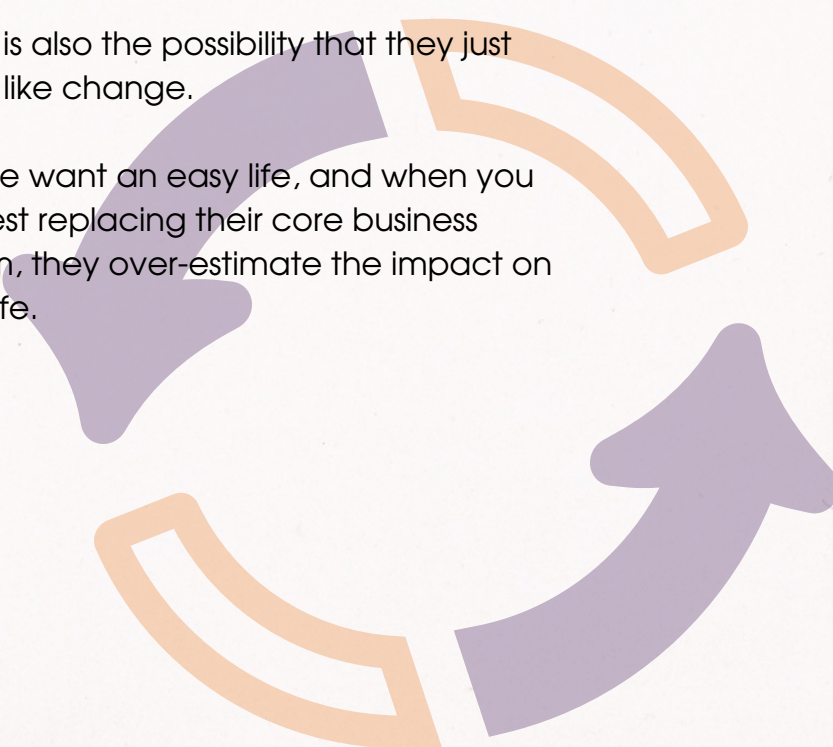 is also the possibility that they just
like change.
e want an easy life, and when you
est replacing their core business
, they over-estimate the impact on
fe.